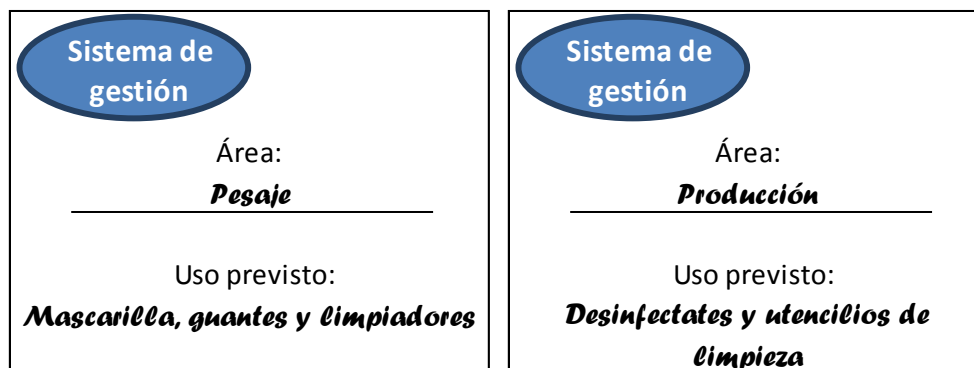 Sistema de
gestión
Área:
Pesaje
Uso previsto:
Mascarilla, guantes y limpiadores
Sistema de
gestión
Área:
Producción
Uso previsto:
Desinfectates y utencilios de
limpieza